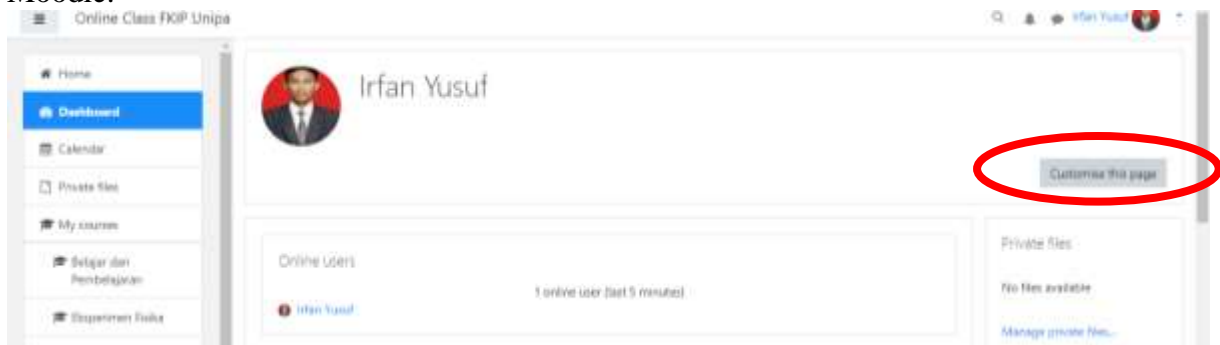 Moodle.
Online Class FKIP Unipa
Irfan Yusuf
Home
Dashboard
Calendar
Private files
My courses
Belajar dan
Pembelajaran
Eksperimen Fisika
Irfan Yusuf
Customise this page
Online users
1 online user (last 5 minutes)
Irfan Yusuf
Private files
No files available
Manage private files...